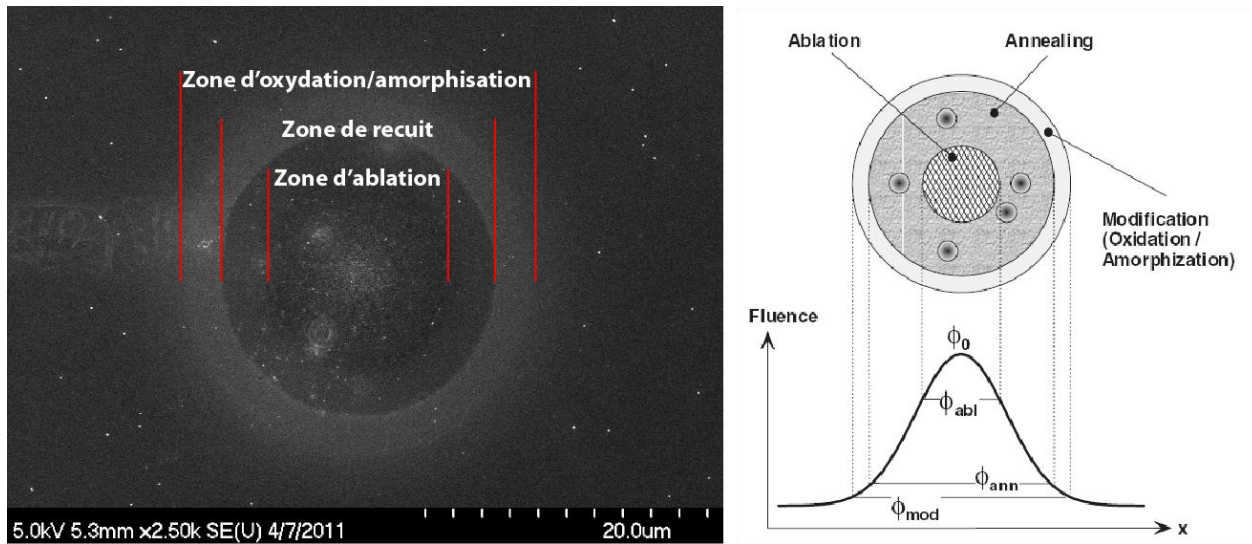 Zone d'oxydation/amorphisation
Zone de recuit
Zone d'ablation
5.0kV 5.3mm x2.50k SE(U) 4/7/2011
20.0um
Ablation
Annealing
Modification
(Oxidation /
Amorphization)
Fluence
ϕ0
ϕabl
ϕann
ϕmod
x